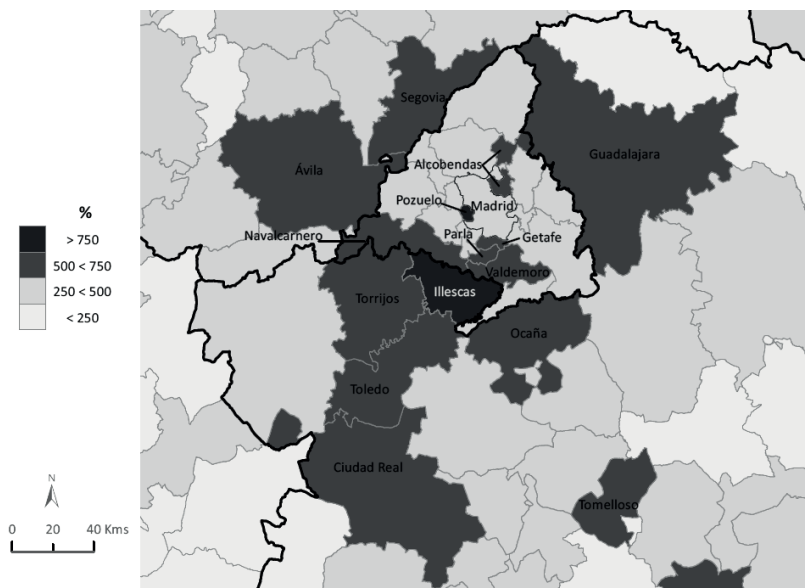 Segovia
Ávila
Guadalajara
Alcobendas
Pozuelo
Madrid
Navalcarnero
Parla
Getafe
Valdemoro
Illescas
Torrijos
Ocaña
Toledo
Ciudad Real
Tomelloso
%
> 750
500 < 750
250 < 500
< 250
N
0 20 40 Kms